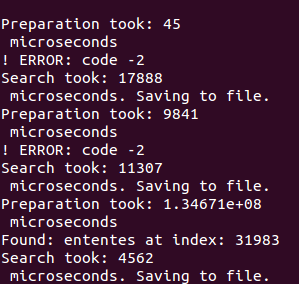 Preparation took: 45
 microseconds
! ERROR: code -2
Search took: 17888
 microseconds. Saving to file.
Preparation took: 9841
 microseconds
! ERROR: code -2
Search took: 11307
 microseconds. Saving to file.
Preparation took: 1.34671e+08
 microseconds
Found: ententes at index: 31983
Search took: 4562
 microseconds. Saving to file.